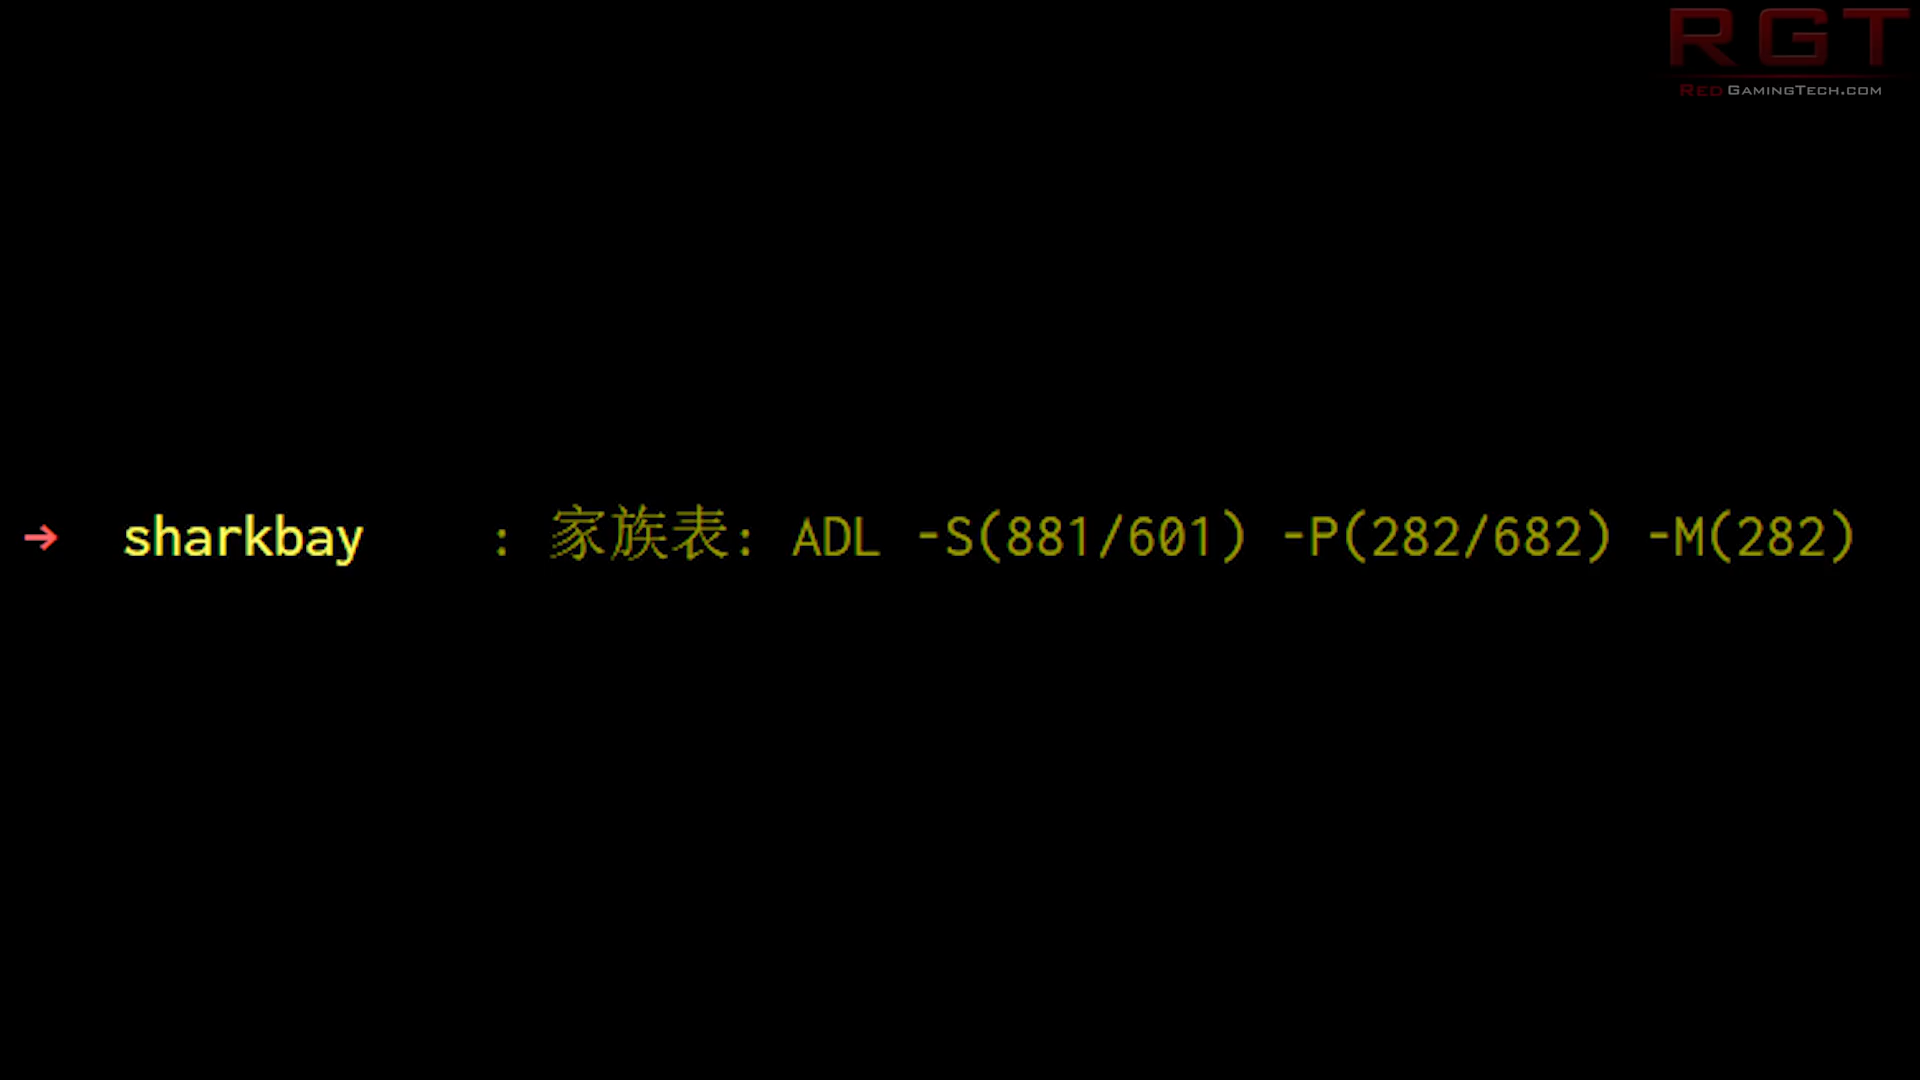 RGT
RedGamingTech.com
→ sharkbay : 家族表: ADL -S(881/601) -P(282/682) -M(282)